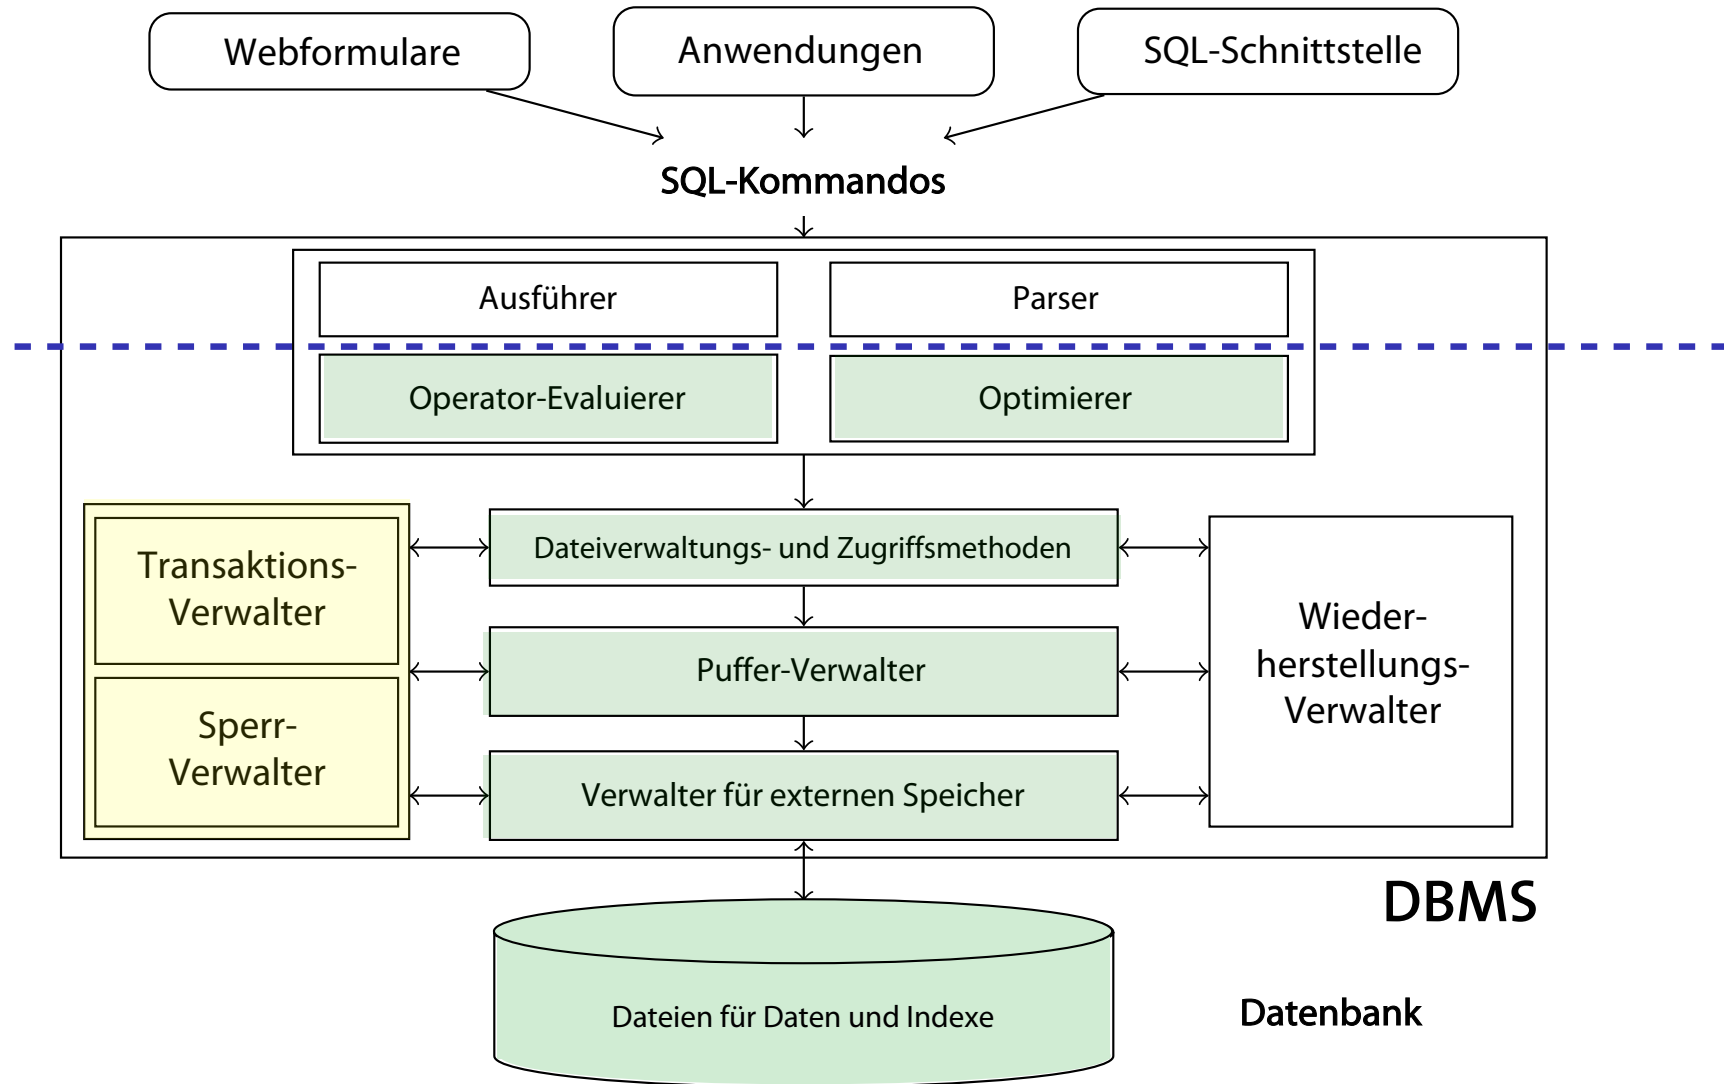 Webformulare
Anwendungen
SQL-Schnittstelle
SQL-Kommandos
Ausführer
Parser
Operator-Evaluierer
Optimierer
Transaktions-
Verwalter
Sperr-
Verwalter
Dateiverwaltungs- und Zugriffsmethoden
Puffer-Verwalter
Verwalter für externen Speicher
Wieder-
herstellungs-
Verwalter
DBMS
Dateien für Daten und Indexe
Datenbank